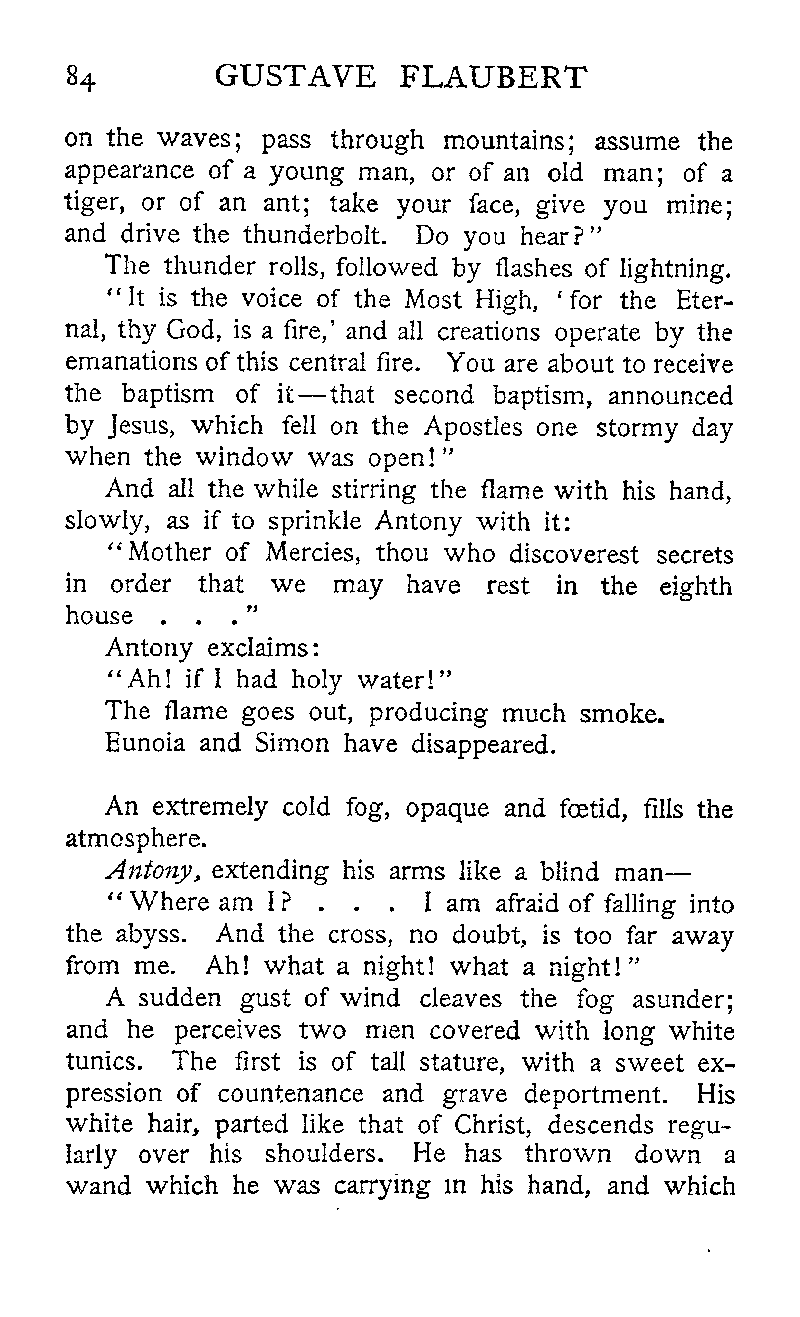 84 GUSTAVE FLAUBERT
on the waves; pass through mountains; assume the
appearance of a young man, or of an old man; of a
tiger, or of an ant; take your face, give you mine;
and drive the thunderbolt. Do you hear?"
The thunder rolls, followed by flashes of lightning.
"It is the voice of the Most High, 'for the Eter-
nal, thy God, is a fire,' and all creations operate by the
emanations of this central fire. You are about to receive
the baptism of it—that second baptism, announced
by Jesus, which fell on the Apostles one stormy day
when the window was open!"
And all the while stirring the flame with his hand,
slowly, as if to sprinkle Antony with it:
"Mother of Mercies, thou who discoverest secrets
in order that we may have rest in the eighth
house . . ."
Antony exclaims:
"Ah! if I had holy water!"
The flame goes out, producing much smoke.
Eunoia and Simon have disappeared.
An extremely cold fog, opaque and fœtid, fills the
atmosphere.
Antony, extending his arms like a blind man—
"Where am I? . . . I am afraid of falling into
the abyss. And the cross, no doubt, is too far away
from me. Ah! what a night! what a night!"
A sudden gust of wind cleaves the fog asunder;
and he perceives two men covered with long white
tunics. The first is of tall stature, with a sweet ex-
pression of countenance and grave deportment. His
white hair, parted like that of Christ, descends regu-
larly over his shoulders. He has thrown down a
wand which he was carrying in his hand, and which